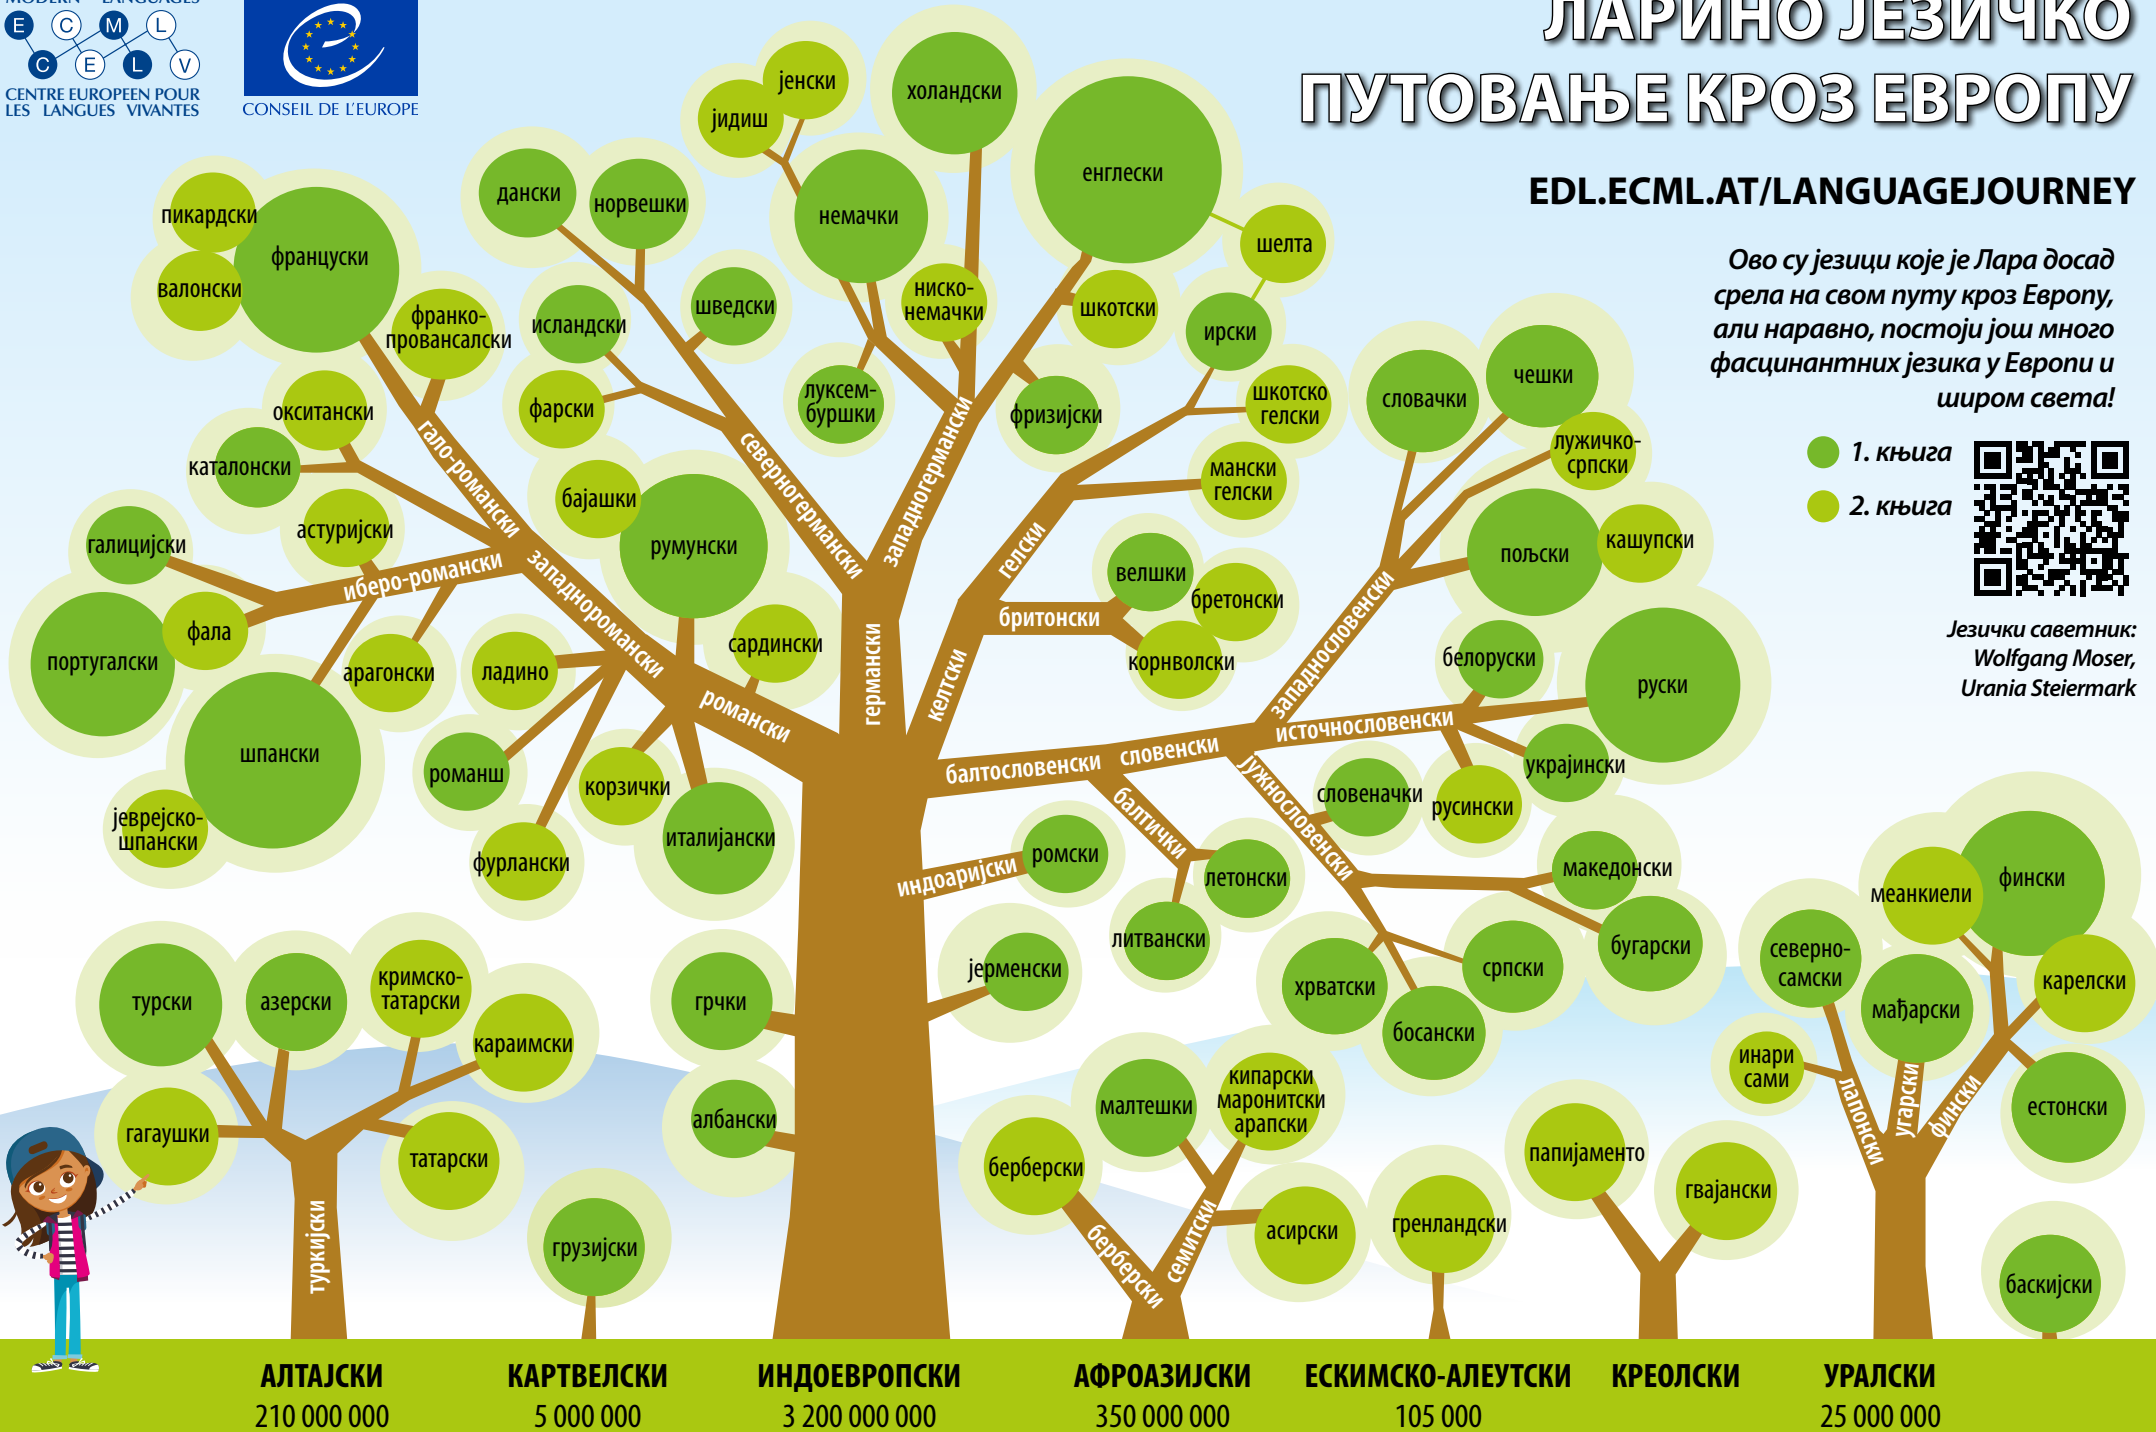 MODERN LANGUAGES
E C M L
C E L V
CENTRE EUROPEEN POUR
LES LANGUES VIVANTES
CONSEIL DE L'EUROPE
ЛАРИНО ЈЕЗИЧКО
ПУТОВАЊЕ КРОЗ ЕВРОПУ
EDL.ECML.AT/LANGUAGEJOURNEY
Ово су језици које је Лара досад
срела на свом путу кроз Европу,
али наравно, постоји још много
фасцинантних језика у Европи и
широм света!
1. књига
2. књига
Језички саветник:
Wolfgang Moser,
Urania Steiermark
пикардски
француски
валонски
франко-
провансалски
окситански
каталонски
гало-романски
астуријски
галицијски
иберо-романски
западноромански
фала
португалски
арагонски
шпански
јеврејско-
шпански
ладино
романш
фурлански
корзички
италијански
сардински
романски
бајашки
румунски
дански
норвешки
исландски
шведски
фарски
северногермански
јидиш
јенски
немачки
холандски
ниско-
немачки
луксем-
буршки
западногермански
германски
енглески
шкотски
фризијски
шелта
ирски
шкотско
гелски
мански
гелски
гелски
велшки
бретонски
бритонски
корнволски
келтски
словачки
чешки
лужичко-
српски
пољски
кашупски
западнословенски
белоруски
руски
источнословенски
украјински
русински
балтословенски
словенски
јужнословенски
словеначки
македонски
бугарски
хрватски
српски
босански
балтички
летонски
литвански
индоаријски
ромски
јерменски
грчки
албански
турски
азерски
кримско-
татарски
караимски
гагаушки
татарски
туркијски
грузијски
берберски
малтешки
кипарски
маронитски
арапски
асирски
берберски
семитски
гренландски
папијаменто
гвајански
северно-
самски
инари
сами
меанкиели
фински
мађарски
карелски
естонски
лапонски
угарски
фински
баскијски
АЛТАЈСКИ
210 000 000
КАРТВЕЛСКИ
5 000 000
ИНДОЕВРОПСКИ
3 200 000 000
АФРОАЗИЈСКИ
350 000 000
ЕСКИМСКО-АЛЕУТСКИ
105 000
КРЕОЛСКИ
УРАЛСКИ
25 000 000